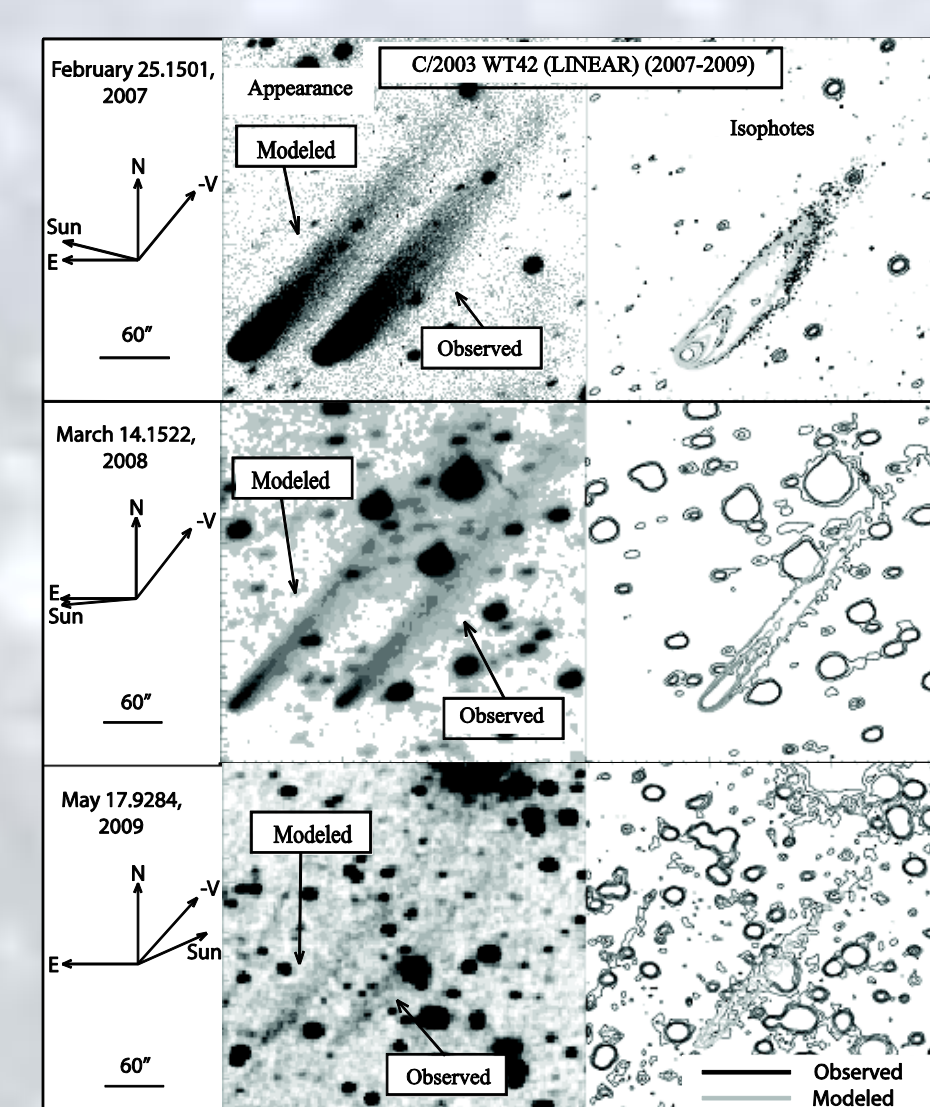 C/2003 WT42 (LINEAR) (2007-2009)
February 25.1501,
2007
Appearance
Isophotes
Modeled
N
-V
Sun
E
60″
Observed
March 14.1522,
2008
Modeled
N
-V
E
Sun
60″
Observed
May 17.9284,
2009
Modeled
N
-V
Sun
E
60″
Observed
Observed
Modeled